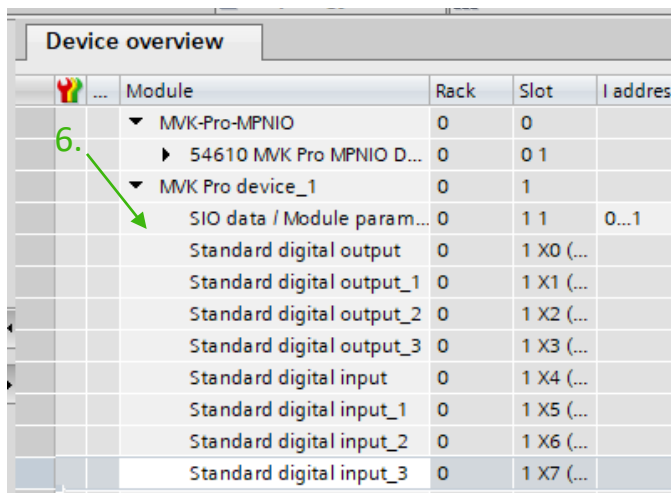 Device overview
... Module Rack Slot I addres
MVK-Pro-MPNIO 0 0
6.
54610 MVK Pro MPNIO D... 0 0 1
MVK Pro device_1 0 1
SIO data / Module param... 0 1 1 0...1
Standard digital output 0 1 X0 (...
Standard digital output_1 0 1 X1 (...
Standard digital output_2 0 1 X2 (...
Standard digital output_3 0 1 X3 (...
Standard digital input 0 1 X4 (...
Standard digital input_1 0 1 X5 (...
Standard digital input_2 0 1 X6 (...
Standard digital input_3 0 1 X7 (...